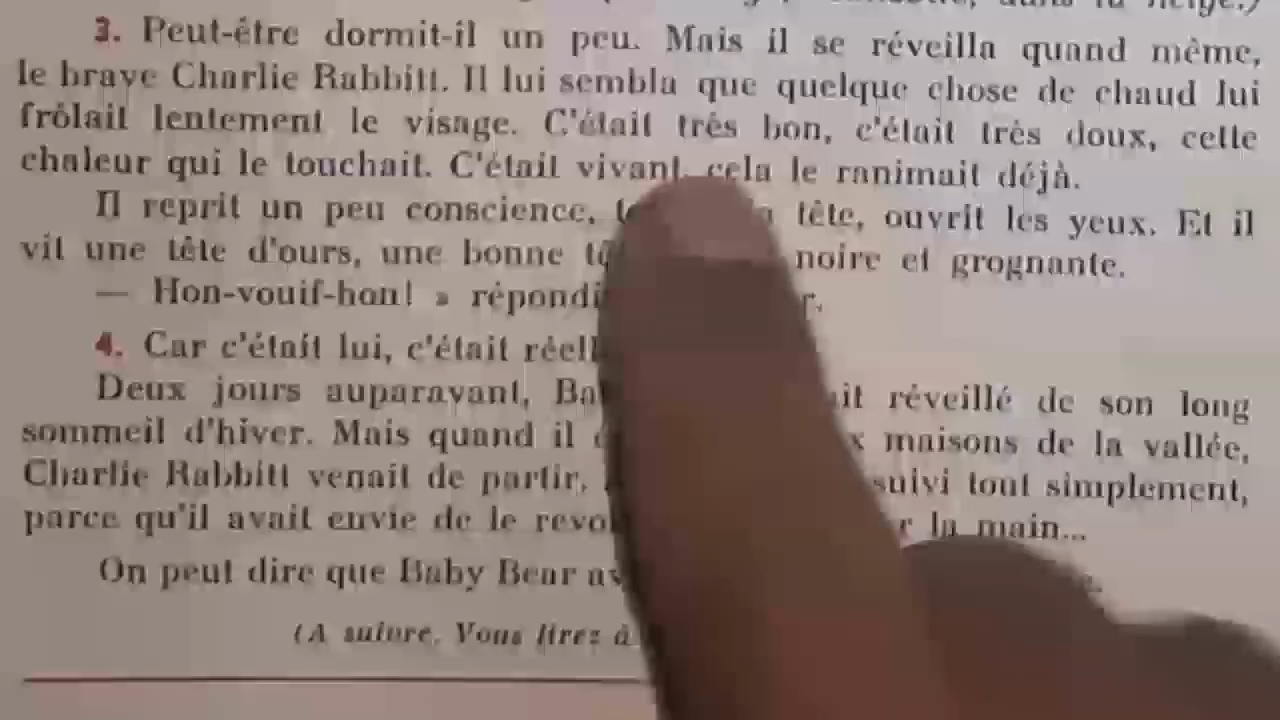 dans la neige.)
3. Peut-être dormit-il un peu. Mais il se réveilla quand même,
le brave Charlie Rabbitt. Il lui sembla que quelque chose de chaud lui
frôlait lentement le visage. C'était très bon, c'était très doux, cette
chaleur qui le touchait. C'était vivant, cela le ranimait déjà.
Il reprit un peu conscience, tête, ouvrit les yeux. Et il
vit une tête d'ours, une bonne noire et grognante.
— Hon-vouif-hon! »
4. Car c'était lui, c'était
Deux jours auparavant, réveillé de son long
sommeil d'hiver. Mais quand il maisons de la vallée,
Charlie Rabbitt venait de partir. suivi tout simplement,
parce qu'il avait envie de le la main...
On peut dire que Baby Bear
(A suivre. Vous lirez à